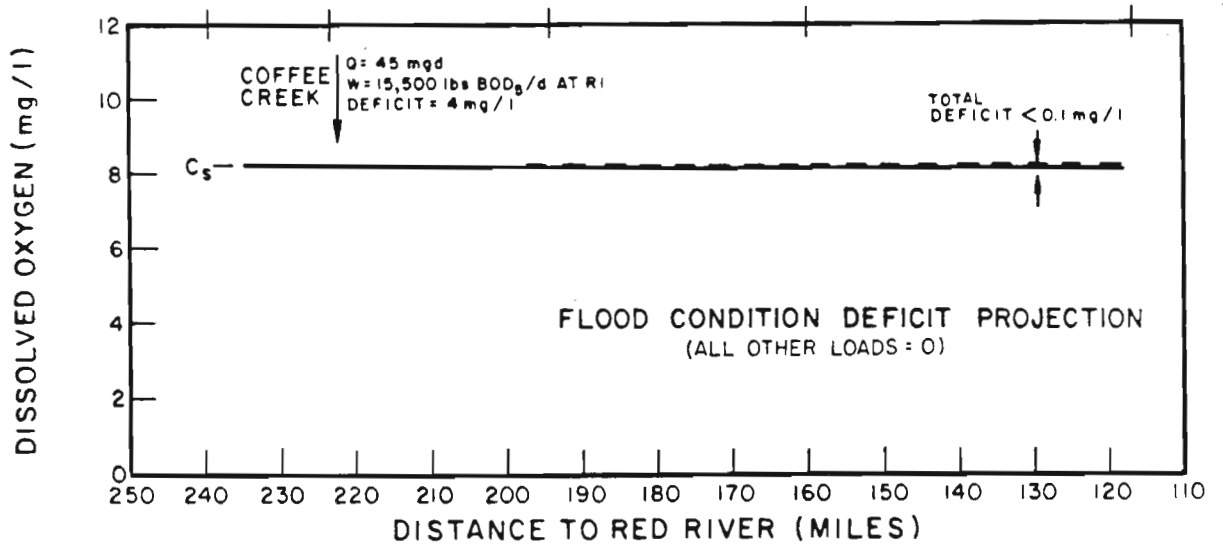 DISSOLVED OXYGEN (mg/l)
12
10
8
6
4
2
0
COFFEE
CREEK
Q= 45 mgd
W=15,500 lbs BOD5/d AT RI
DEFICIT = 4 mg/l
TOTAL
DEFICIT < 0.1 mg/l
Cs
FLOOD CONDITION DEFICIT PROJECTION
(ALL OTHER LOADS = 0)
250 240 230 220 210 200 190 180 170 160 150 140 130 120 110
DISTANCE TO RED RIVER (MILES)